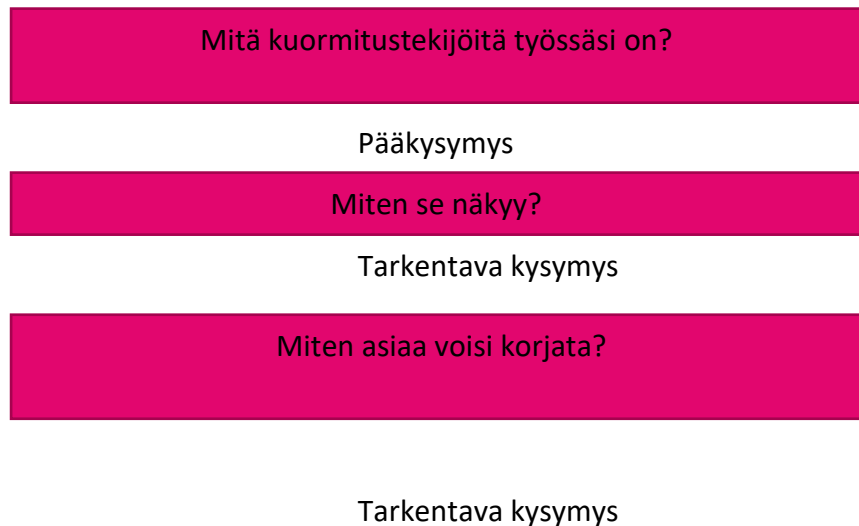 Mitä kuormitustekijöitä työssäsi on?
Pääkysymys
Miten se näkyy?
Tarkentava kysymys
Miten asiaa voisi korjata?
Tarkentava kysymys